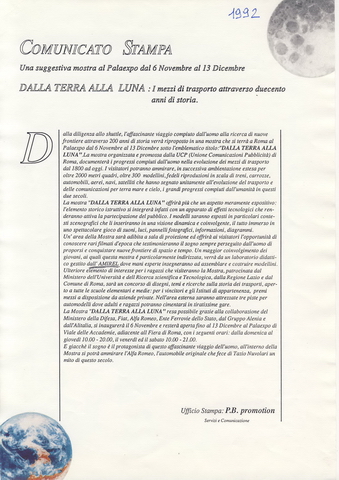 1992
COMUNICATO STAMPA
Una suggestiva mostra al Palaexpo dal 6 Novembre al 13 Dicembre
DALLA TERRA ALLA LUNA : I mezzi di trasporto attraverso duecento
anni di storia.
Dalla diligenza allo shuttle, l'affascinante viaggio compiuto dall'uomo alla ricerca di nuove
frontiere attraverso 200 anni di storia verrà riproposto in una mostra che si terrà a Roma al
Palaexpo dal 6 Novembre al 13 Dicembre sotto l'emblematico titolo:"DALLA TERRA ALLA
LUNA" La mostra organizzata e promossa dalla UCP (Unione Comunicazioni Pubblicità) di
Roma, documenterà i progressi compiuti dall'uomo nella evoluzione dei mezzi di trasporto
dal 1800 ad oggi. I visitatori potranno ammirare, in successiva ambientazione estesa per
oltre 2000 metri quadri, oltre 300 modellini, fedeli riproduzioni in scala di treni, carrozze,
automobili, aerei, navi, satelliti che hanno segnato unitamente all'evoluzione del trasporto e
delle comunicazioni per terra mare e cielo, i grandi progressi compiuti dall'umanità in questi
due secoli.
La mostra "DALLA TERRA ALLA LUNA" offrirà più che un aspetto meramente espositivo:
l'elemento storico istruttivo si integrerà infatti con un apparato di effetti tecnologici che ren-
deranno attiva la partecipazione del pubblico. I modelli saranno esposti in particolari conte-
sti scenografici che li inseriranno in una visione dinamica e coinvolgente, il tutto immerso in
uno spettacolare gioco di suoni, luci, pannelli fotografici, informazioni, diagrammi.
Un'area della Mostra sarà adibita a sala di proiezione ed offrirà ai visitatori l'opportunità di
conoscere rari filmati d'epoca che testimonieranno il sogno sempre perseguito dall'uomo di
proporsi e conquistare nuove frontiere di spazio e tempo. Un maggior coinvolgimento dei
giovani, ai quali questa mostra è particolarmente indirizzata, verrà da un laboratorio didatti-
co gestito dall'AMIREL dove mani esperte insegneranno ad assemblare e costruire modellini.
Ulteriore elemento di interesse per i ragazzi che visiteranno la Mostra, patrocinata dal
Ministero dell'Università e dell Ricerca scientifica e Tecnologica, dalla Regione Lazio e dal
Comune di Roma, sarà un concorso di disegni, temi e ricerche sulla storia dei trasporti, aper-
to a tutte le scuole elementari e medie: per i vincitori e gli Istituti di appartenenza, premi
messi a disposizione da aziende private. Nell'area esterna saranno attrezzate tre piste per
automodelli dove adulti e ragazzi potranno cimentarsi in tiratissime gare.
La Mostra "DALLA TERRA ALLA LUNA" resa possibile grazie alla collaborazione del
Ministero della Difesa, Fiat, Alfa Romeo, Ente Ferrovie dello Stato, dal Gruppo Alenia e
dall'Alitalia, si inaugurerà il 6 Novembre e resterà aperta fino al 13 Dicembre al Palaexpo di
Viale delle Accademie, adiacente alla Fiera di Roma, con i seguenti orari: dalla domenica al
giovedì 10.00 - 20.00, il venerdì ed il sabato 10.00 - 21.00.
E giacchè il sogno è il protagonista di questo affascinante viaggio dell'uomo, all'interno della
Mostra si potrà ammirare l'Alfa Romeo, l'automobile originale che fece di Tazio Nuvolari un
mito di questo secolo.
Ufficio Stampa: P.B. promotion
Servizi e Comunicazione